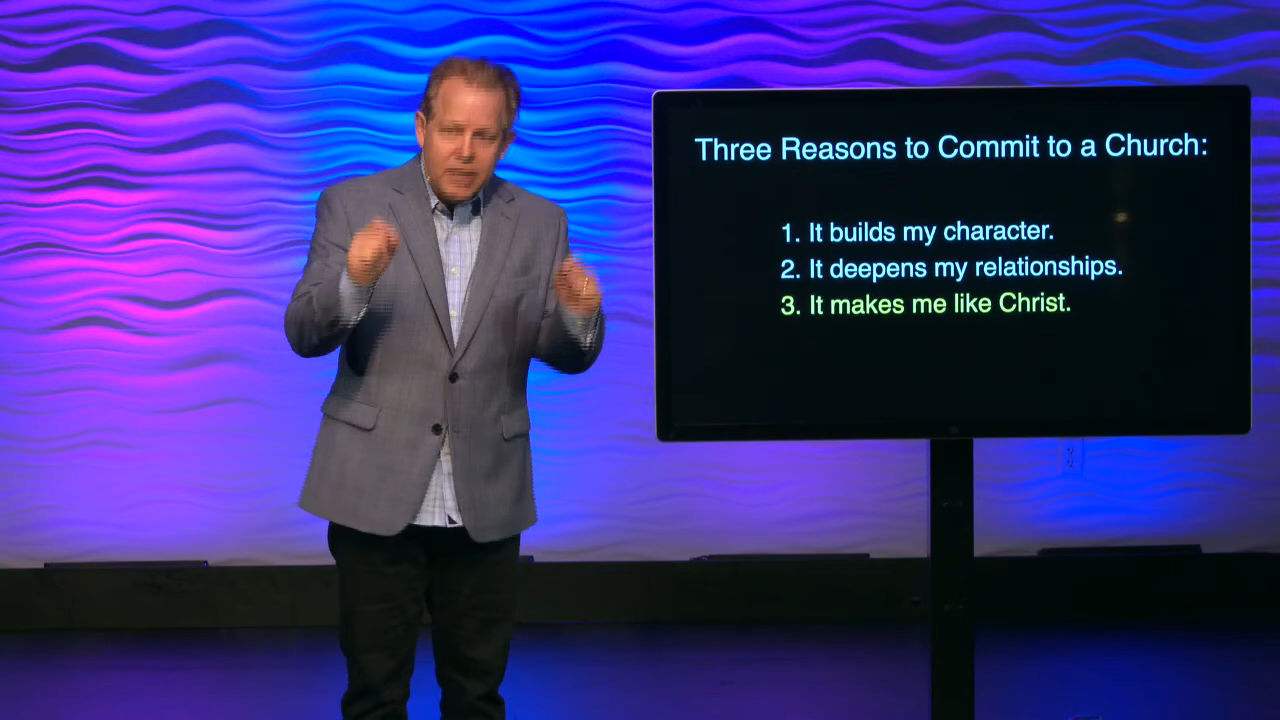 Three Reasons to Commit to a Church:
1. It builds my character.
2. It deepens my relationships.
3. It makes me like Christ.